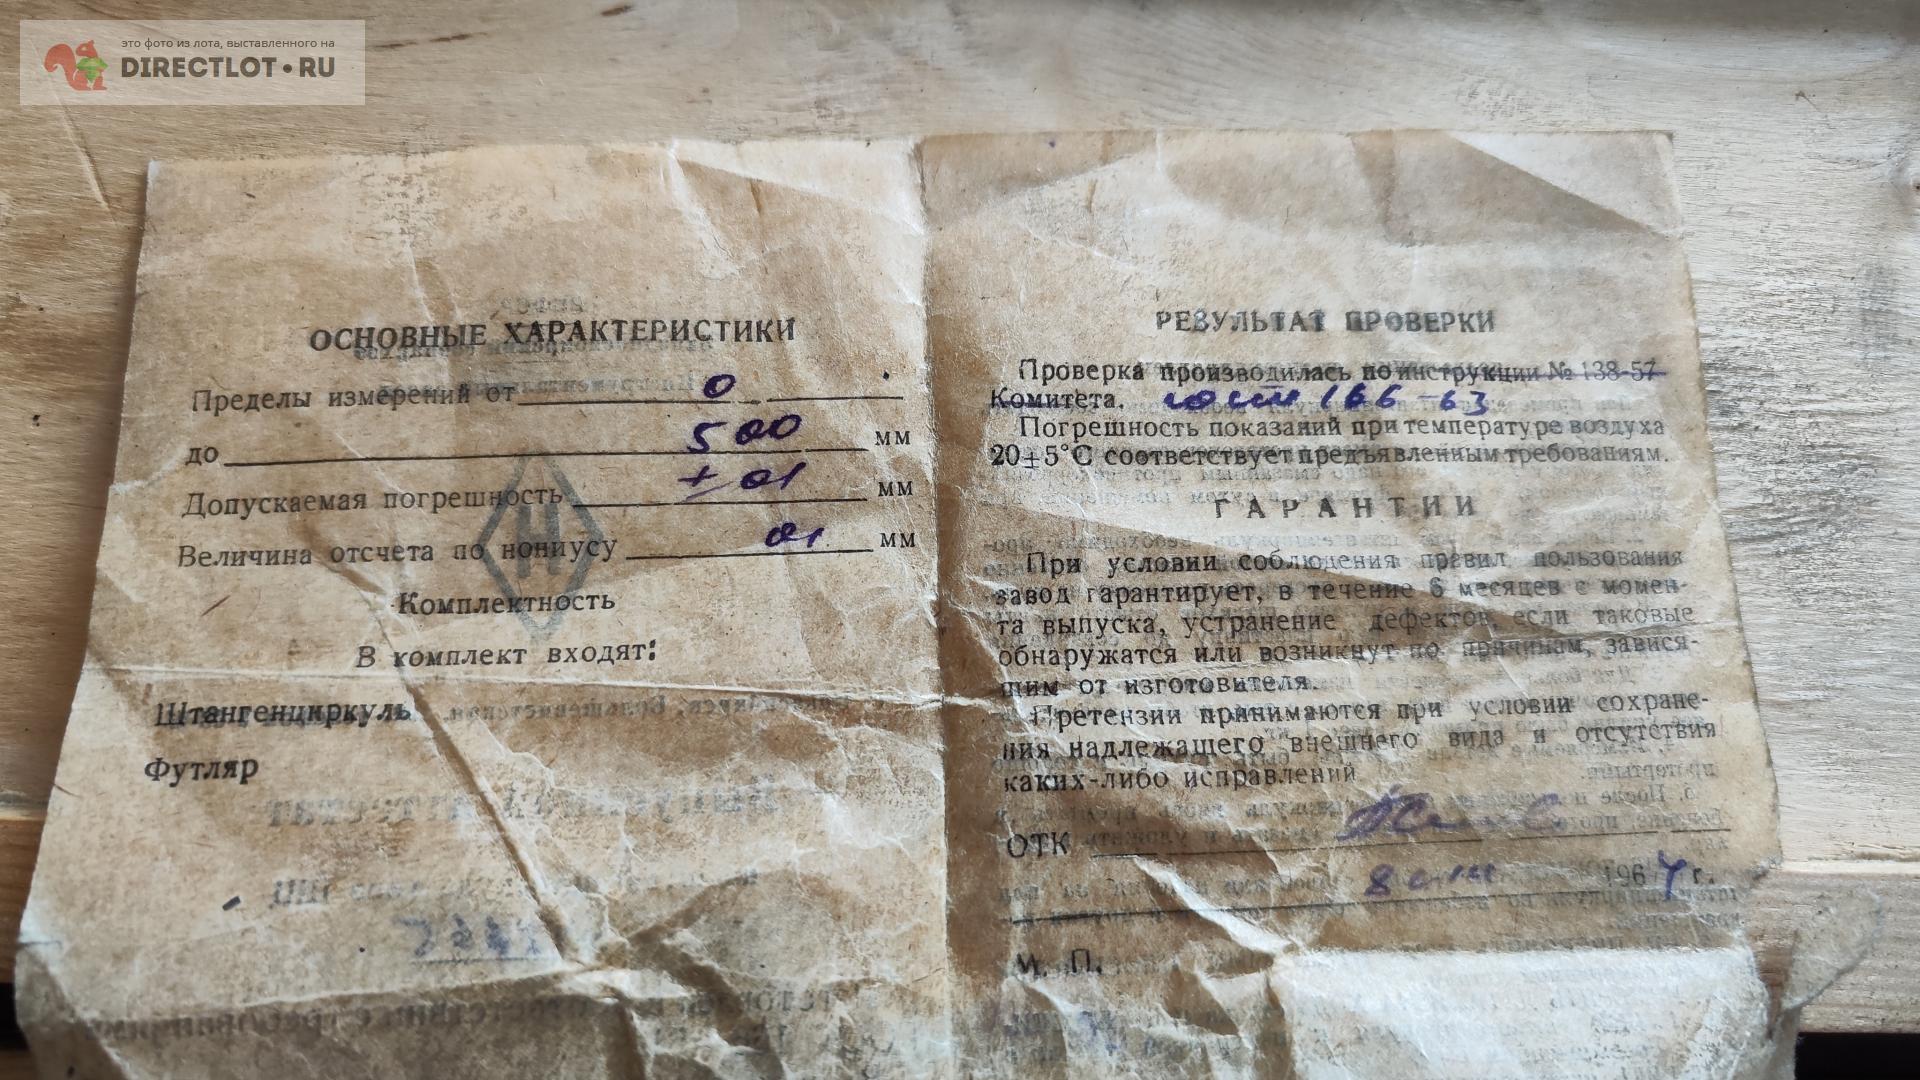 это фото из лота, выставленного на
DIRECTLOT.RU
ОСНОВНЫЕ ХАРАКТЕРИСТИКИ
Пределы измерений от 0
до 500 мм
Допускаемая погрешность ± 01 мм
Величина отсчета по нониусу 01 мм
Комплектность
В комплект входят:
Штангенциркуль
Футляр
Н
РЕЗУЛЬТАТ ПРОВЕРКИ
Проверка производилась по инструкции № 138-57
Комитета. гост 166-63
Погрешность показаний при температуре воздуха
20±5°С соответствует предъявленным требованиям.
ГАРАНТИИ
При условии соблюдения правил пользования
завод гарантирует, в течение 6 месяцев с момен-
та выпуска, устранение дефектов, если таковые
обнаружатся или возникнут по причинам, завися-
щим от изготовителя.
Претензии принимаются при условии сохране-
ния надлежащего внешнего вида и отсутствия
каких-либо исправлений
ОТК
8 196 г.
М. П.